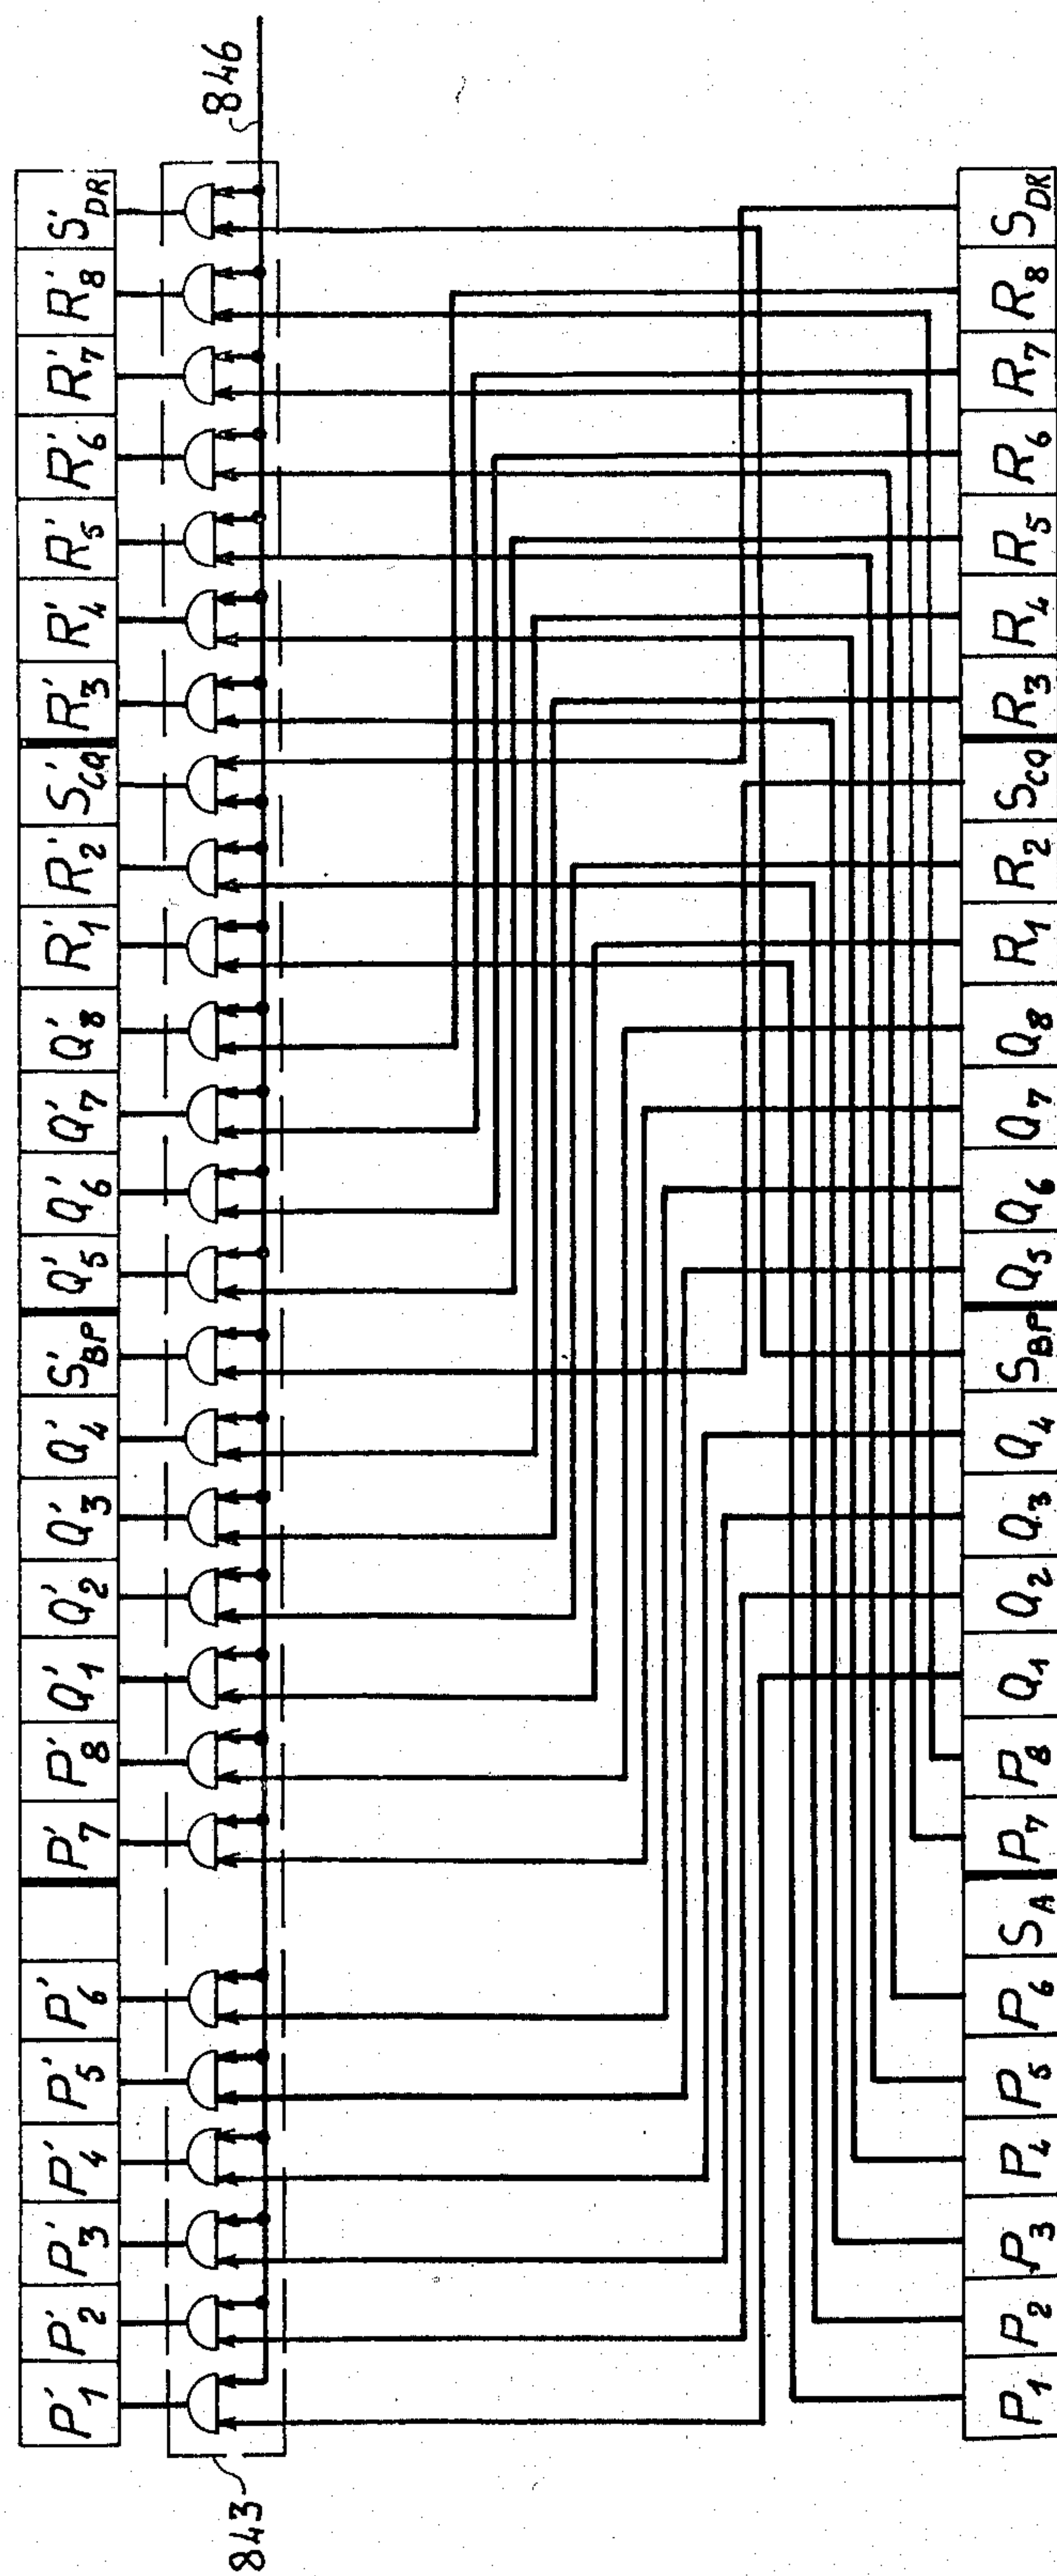 P'1 P'2 P'3 P'4 P'5 P'6 P'7 P'8 Q'1 Q'2 Q'3 Q'4 S'BP Q'5 Q'6 Q'7 Q'8 R'1 R'2 S'CQ R'3 R'4 R'5 R'6 R'7 R'8 S'DR
843
846
P1 P2 P3 P4 P5 P6 SA P7 P8 Q1 Q2 Q3 Q4 SBP Q5 Q6 Q7 Q8 R1 R2 SCQ R3 R4 R5 R6 R7 R8 SDR